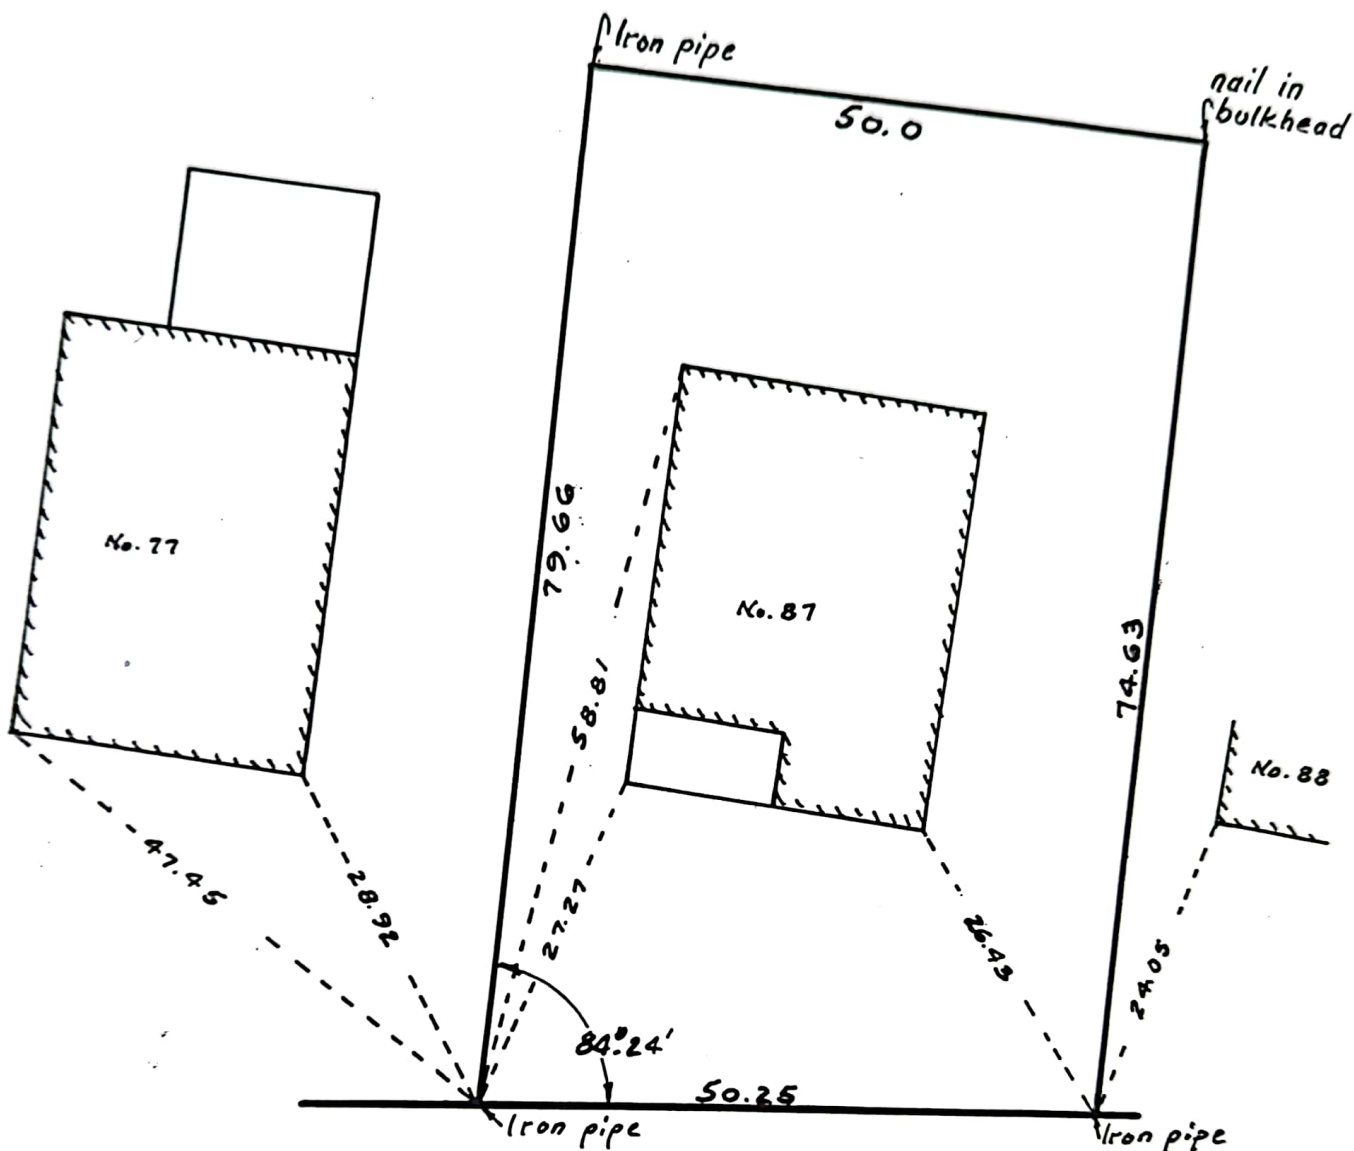 Iron pipe
nail in
bulkhead
50.0
79.66
No. 77
No. 87
58.81
74.63
No. 88
47.45
28.92
27.27
26.43
24.05
84° 24'
50.25
Iron pipe
Iron pipe